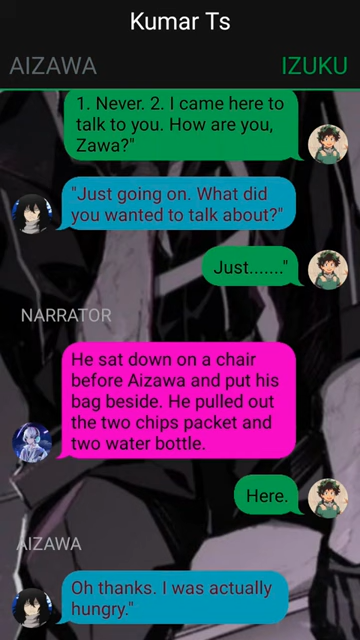 Kumar Ts
AIZAWA
IZUKU
1. Never. 2. I came here to
talk to you. How are you,
Zawa?"
"Just going on. What did
you wanted to talk about?"
Just......."
NARRATOR
He sat down on a chair
before Aizawa and put his
bag beside. He pulled out
the two chips packet and
two water bottle.
Here.
AIZAWA
Oh thanks. I was actually
hungry."